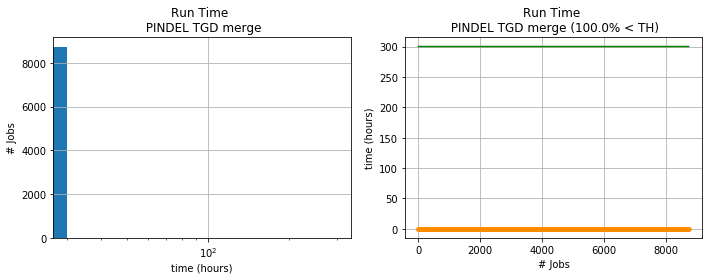 Run Time
PINDEL TGD merge
# Jobs
8000
6000
4000
2000
0
10²
time (hours)
Run Time
PINDEL TGD merge (100.0% < TH)
time (hours)
300
250
200
150
100
50
0
0 2000 4000 6000 8000
# Jobs